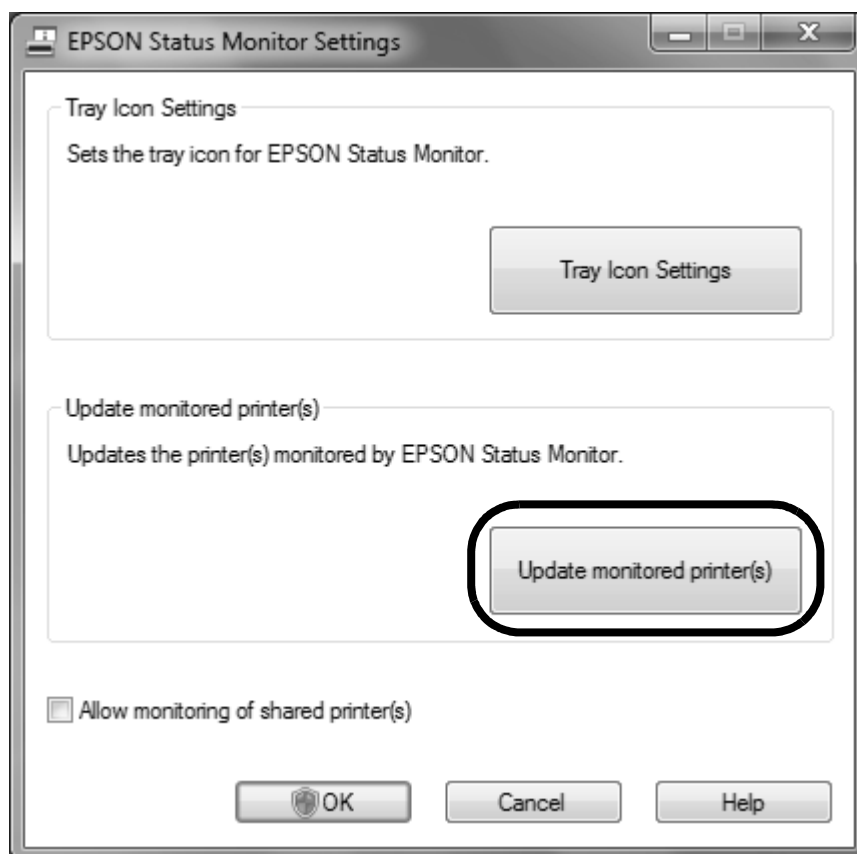 EPSON Status Monitor Settings
Tray Icon Settings
Sets the tray icon for EPSON Status Monitor.
Tray Icon Settings
Update monitored printer(s)
Updates the printer(s) monitored by EPSON Status Monitor.
Update monitored printer(s)
Allow monitoring of shared printer(s)
OK Cancel Help